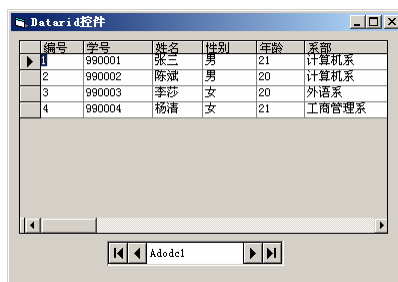 Datarid控件
编号 学号 姓名 性别 年龄 系部
1 990001 张三 男 21 计算机系
2 990002 陈斌 男 20 计算机系
3 990003 李莎 女 20 外语系
4 990004 杨清 女 21 工商管理系
Adodc1